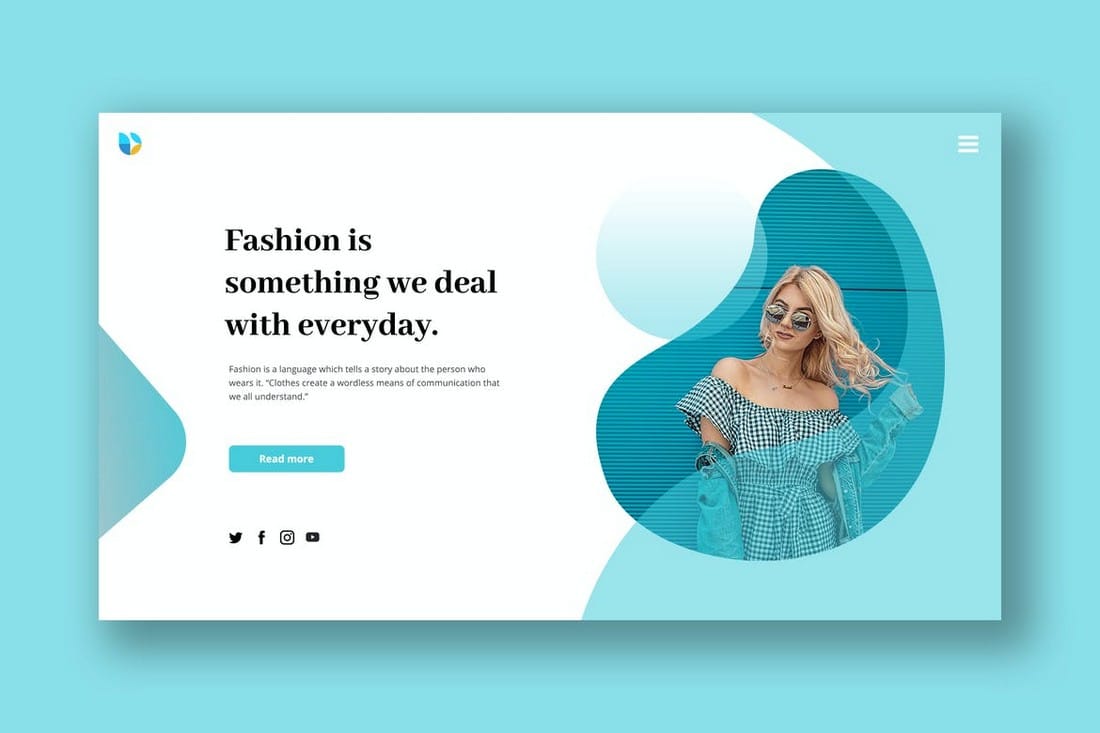 Fashion is
something we deal
with everyday.
Fashion is a language which tells a story about the person who
wears it. “Clothes create a wordless means of communication that
we all understand.”
Read more